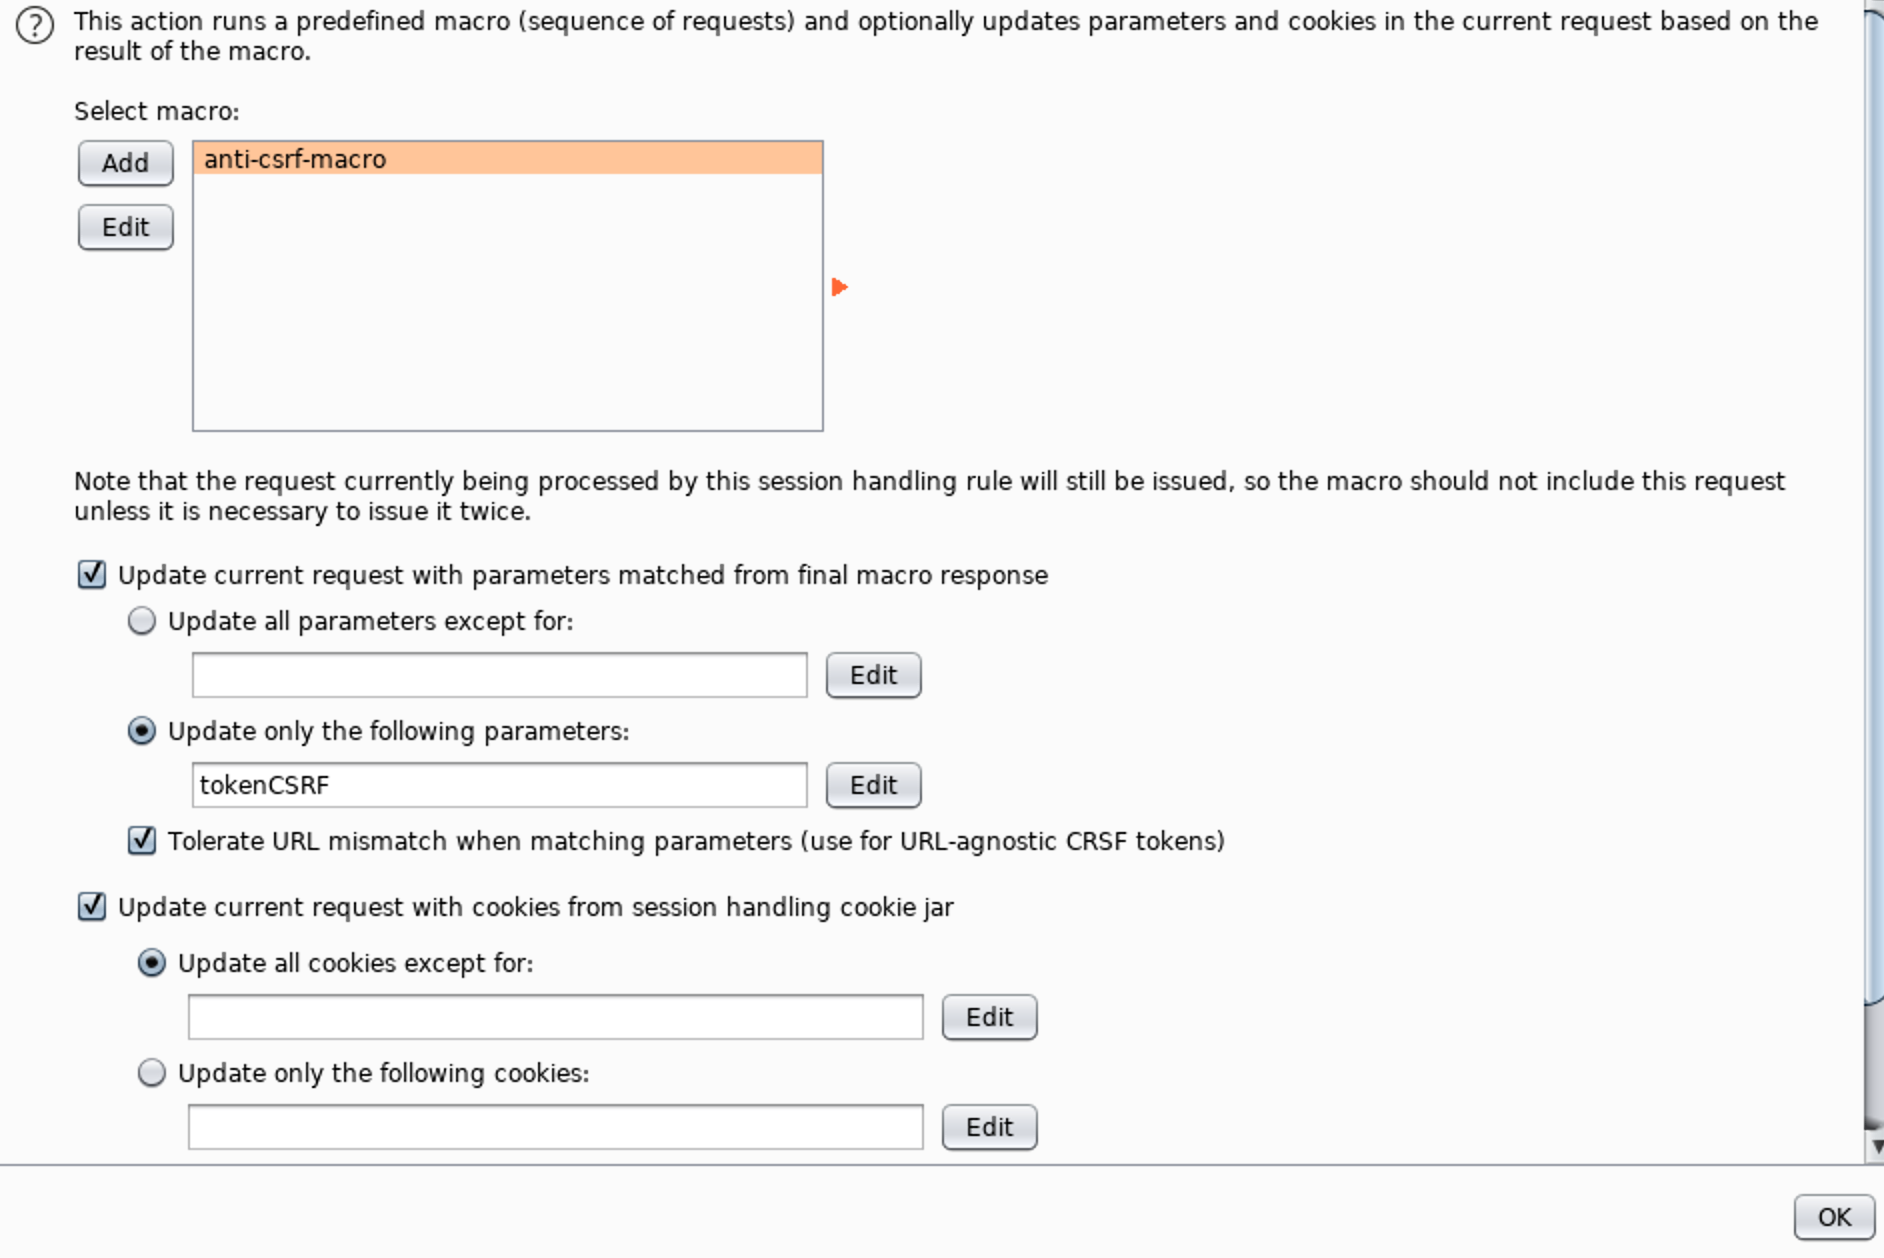 This action runs a predefined macro (sequence of requests) and optionally updates parameters and cookies in the current request based on the
result of the macro.
Select macro:
Add
anti-csrf-macro
Edit
Note that the request currently being processed by this session handling rule will still be issued, so the macro should not include this request
unless it is necessary to issue it twice.
Update current request with parameters matched from final macro response
Update all parameters except for:
Edit
Update only the following parameters:
tokenCSRF
Edit
Tolerate URL mismatch when matching parameters (use for URL-agnostic CRSF tokens)
Update current request with cookies from session handling cookie jar
Update all cookies except for:
Edit
Update only the following cookies:
Edit
OK